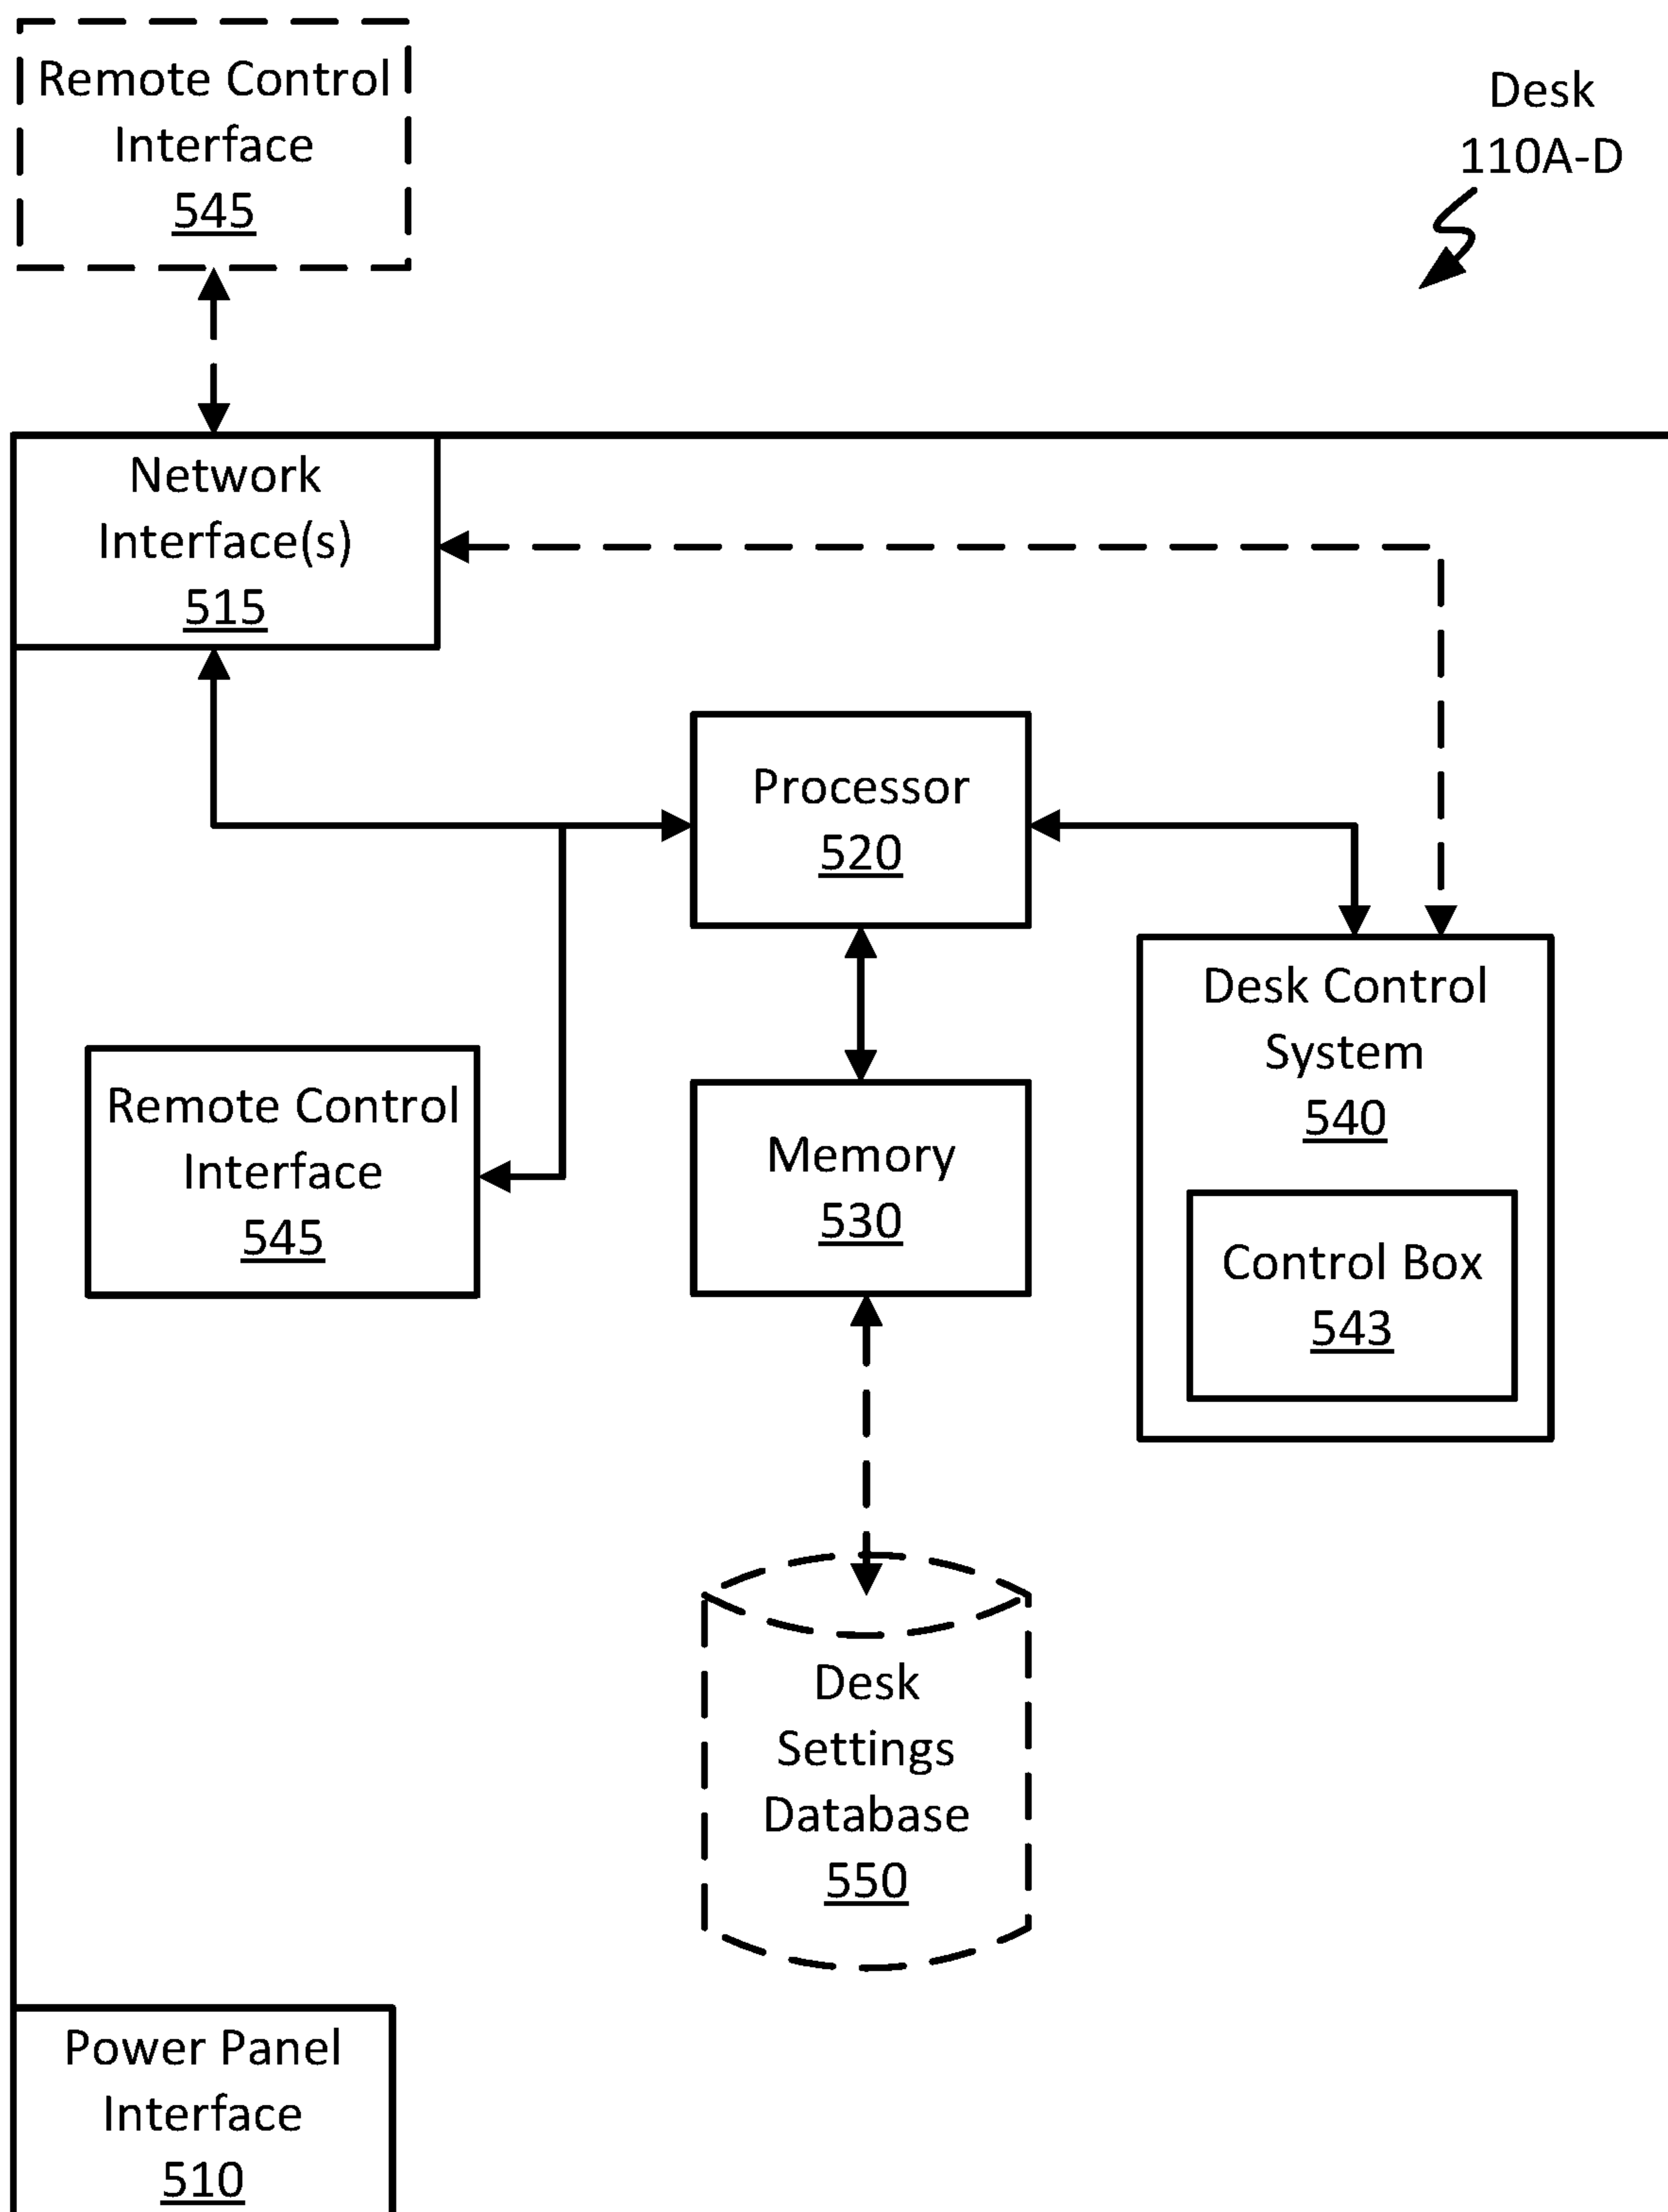 Remote Control
Interface
545
Desk
110A-D
Network
Interface(s)
515
Processor
520
Desk Control
System
540
Remote Control
Interface
545
Memory
530
Control Box
543
Desk
Settings
Database
550
Power Panel
Interface
510